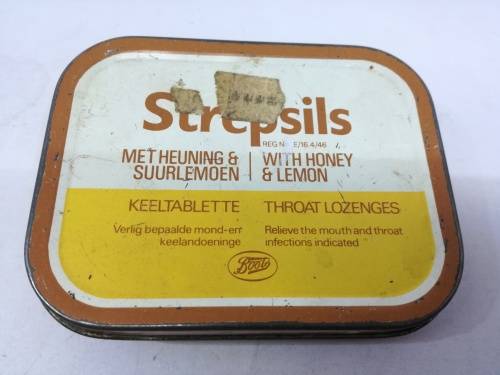 Strepsils
REG No E/16.4/46
MET HEUNING & | WITH HONEY
SUURLEMOEN | & LEMON
KEELTABLETTE THROAT LOZENGES
Verlig bepaalde mond-en Relieve the mouth and throat
keelandoeninge infections indicated
Boots